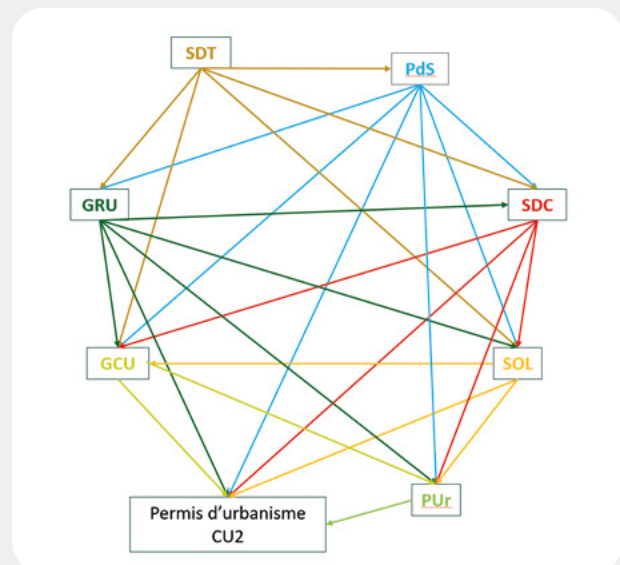 SDT
PdS
GRU
SDC
GCU
SOL
PUr
Permis d'urbanisme
CU2